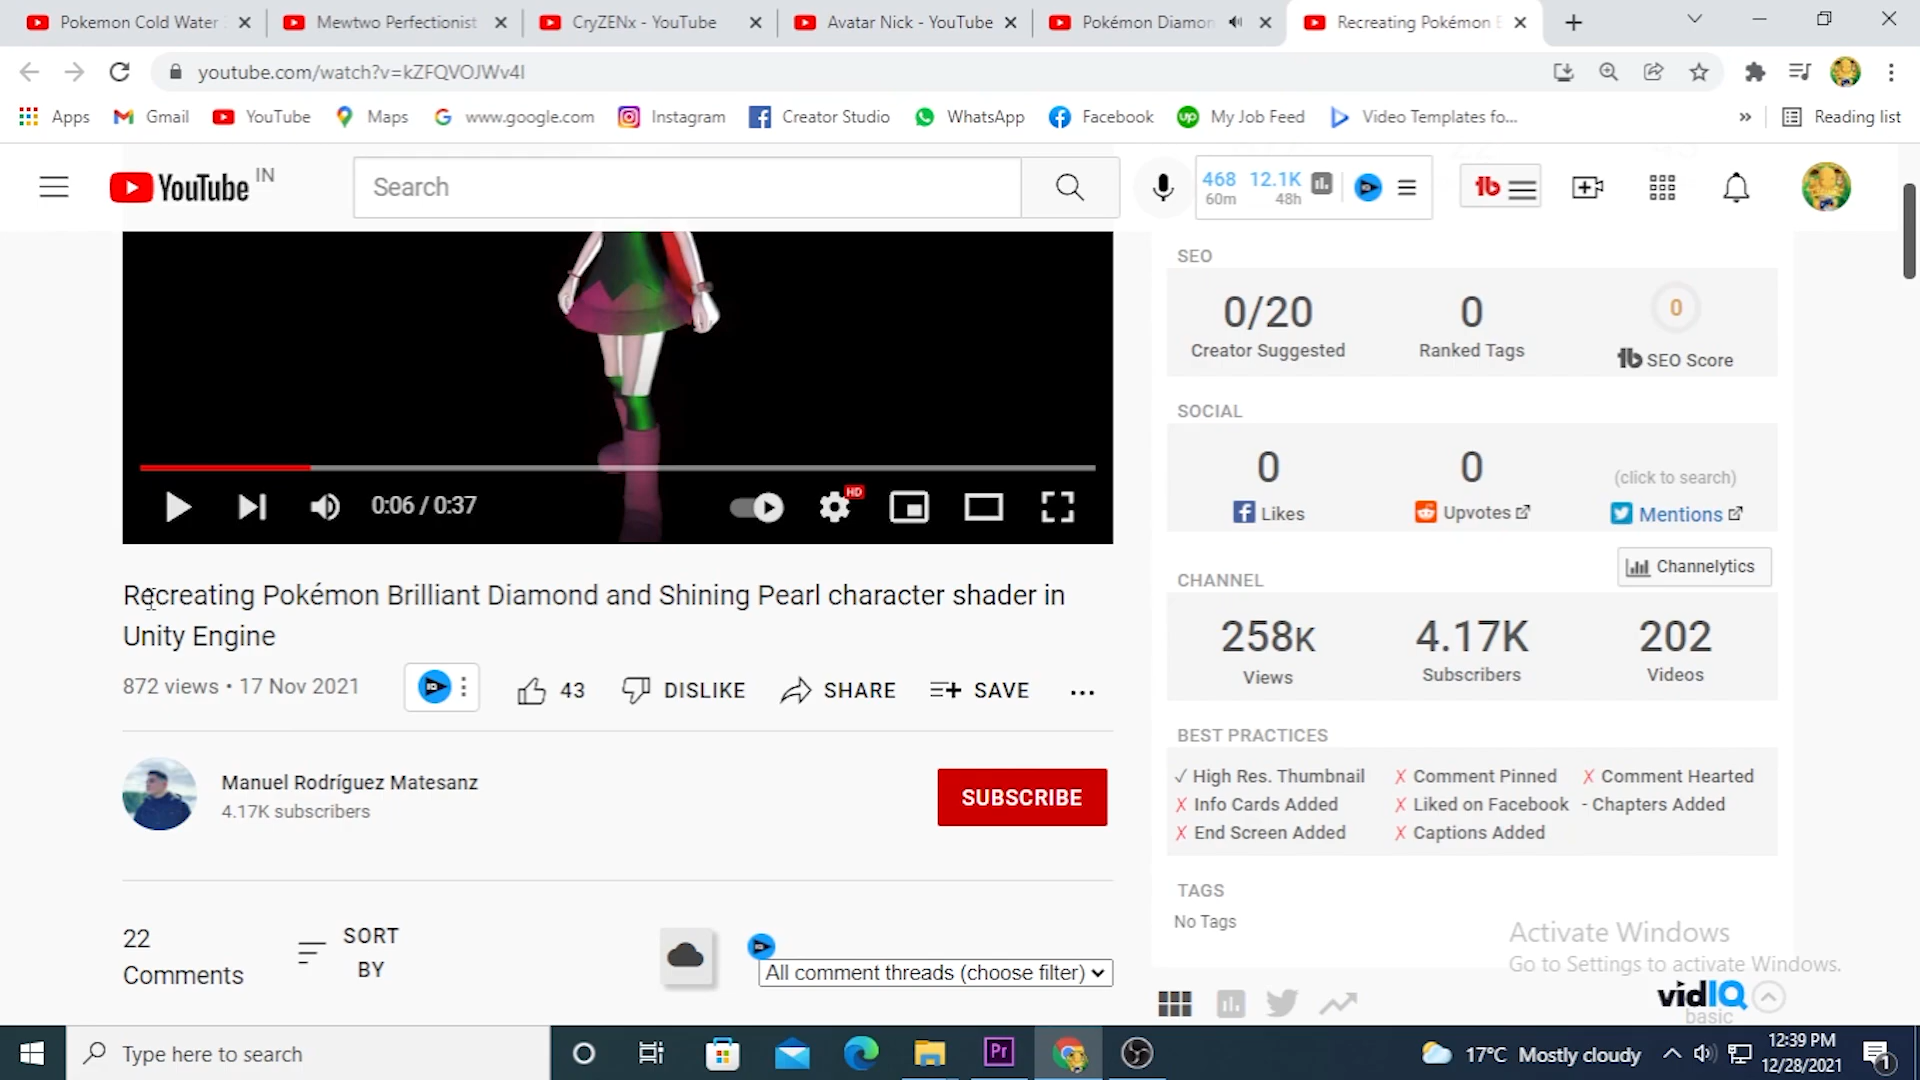 Pokemon Cold Water
Mewtwo Perfectionist
CryZENx - YouTube
Avatar Nick - YouTube
Pokémon Diamon
Recreating Pokémon B
youtube.com/watch?v=kZFQVOJWv4I
Apps
Gmail
YouTube
Maps
www.google.com
Instagram
Creator Studio
WhatsApp
Facebook
My Job Feed
Video Templates fo...
Reading list
YouTube IN
Search
468 12.1K
60m 48h
SEO
0/20 0 0
Creator Suggested Ranked Tags SEO Score
SOCIAL
0 0 (click to search)
Likes Upvotes Mentions
CHANNEL Channelytics
258K 4.17K 202
Views Subscribers Videos
BEST PRACTICES
✓ High Res. Thumbnail X Comment Pinned X Comment Hearted
X Info Cards Added X Liked on Facebook - Chapters Added
X End Screen Added X Captions Added
TAGS
No Tags
0:06 / 0:37
HD
Recreating Pokémon Brilliant Diamond and Shining Pearl character shader in
Unity Engine
872 views • 17 Nov 2021
43 DISLIKE SHARE SAVE ...
Manuel Rodríguez Matesanz
4.17K subscribers
SUBSCRIBE
22
Comments
SORT
BY
All comment threads (choose filter)
Activate Windows
Go to Settings to activate Windows.
vidIQ
basic
Type here to search
Pr
17°C Mostly cloudy
12:39 PM
12/28/2021
1